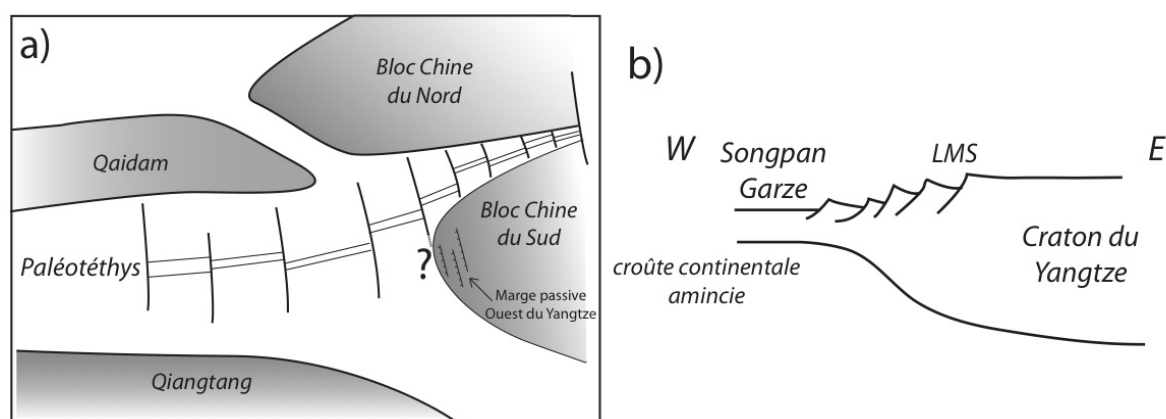 a)
Bloc Chine
du Nord
Qaidam
Bloc Chine
du Sud
Paléotéthys
?
Marge passive
Ouest du Yangtze
Qiangtang
b)
W
Songpan
Garze
LMS
E
croûte continentale
amincie
Craton du
Yangtze